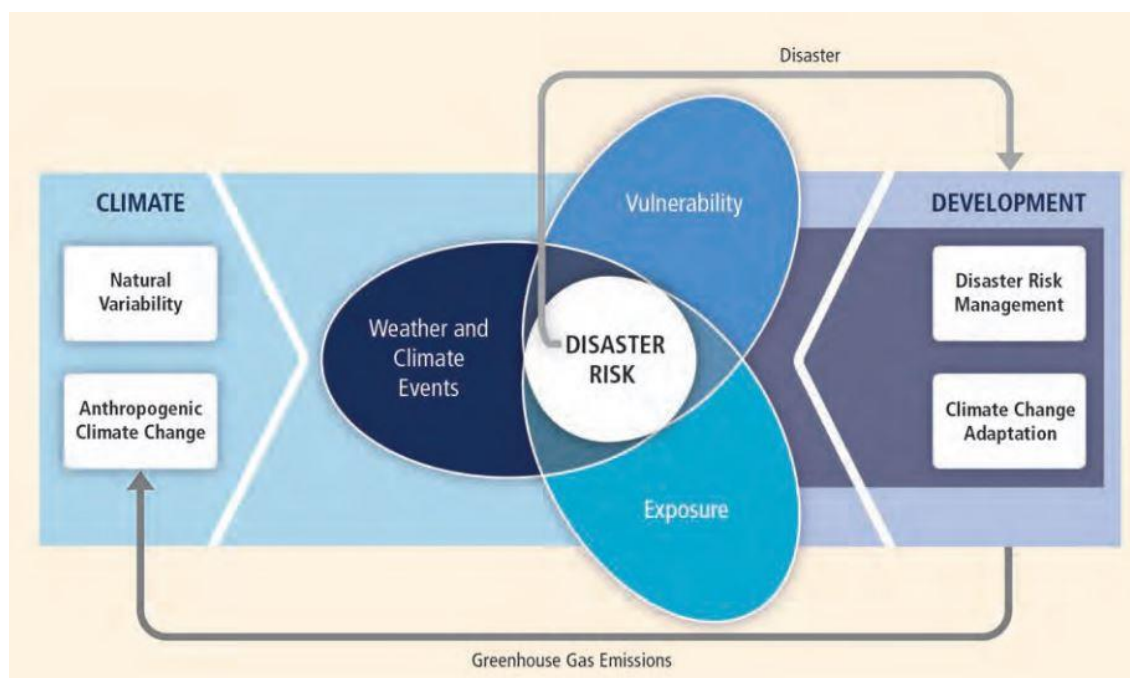 Disaster
CLIMATE
Natural
Variability
Anthropogenic
Climate Change
Vulnerability
Weather and
Climate
Events
DISASTER
RISK
Exposure
DEVELOPMENT
Disaster Risk
Management
Climate Change
Adaptation
Greenhouse Gas Emissions